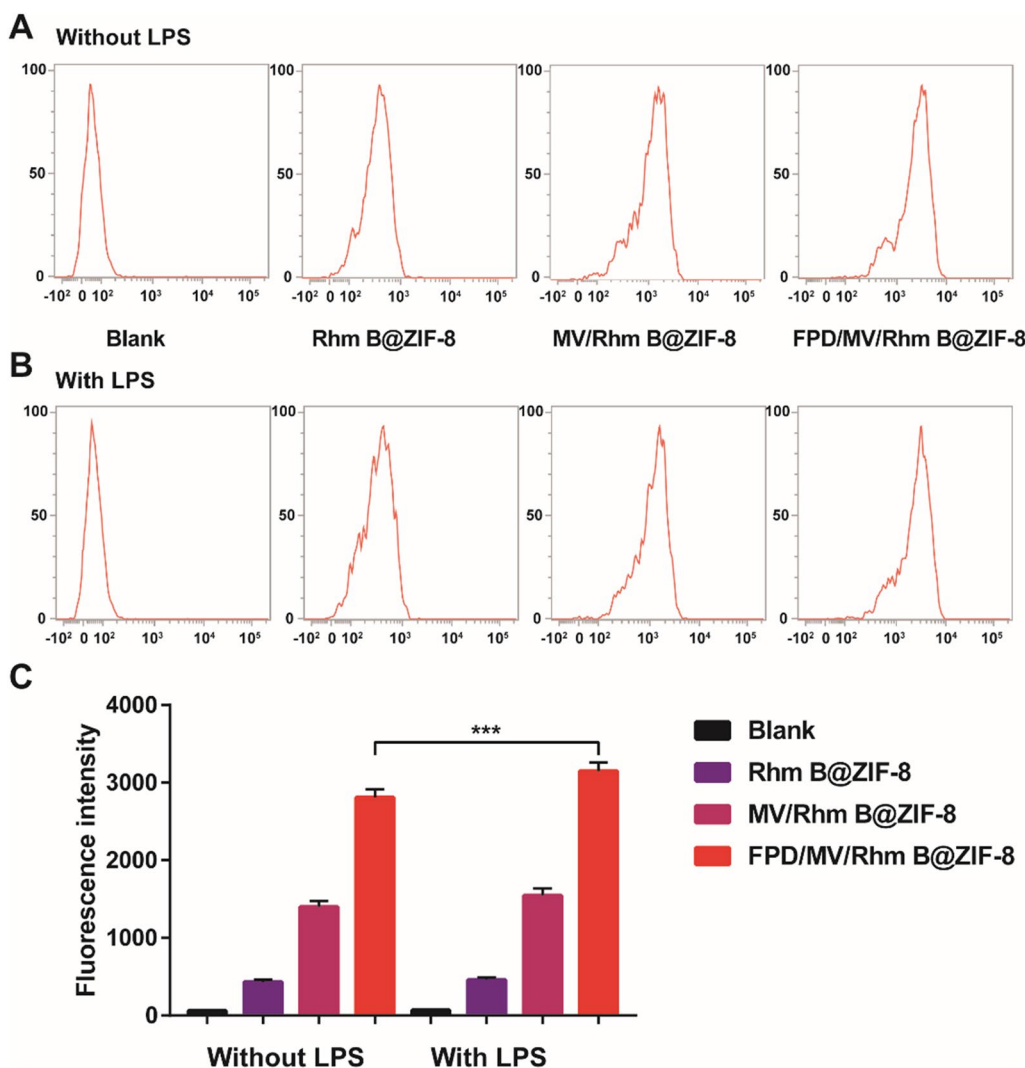 A
Without LPS
100
50
0
-10² 0 10² 10³ 10⁴ 10⁵
Blank
100
50
0
-10² 0 10² 10³ 10⁴ 10⁵
Rhm B@ZIF-8
100
50
0
-10² 0 10² 10³ 10⁴ 10⁵
MV/Rhm B@ZIF-8
100
50
0
-10² 0 10² 10³ 10⁴ 10⁵
FPD/MV/Rhm B@ZIF-8
B
With LPS
100
50
0
-10² 0 10² 10³ 10⁴ 10⁵
100
50
0
-10² 0 10² 10³ 10⁴ 10⁵
100
50
0
-10² 0 10² 10³ 10⁴ 10⁵
100
50
0
-10² 0 10² 10³ 10⁴ 10⁵
C
Fluorescence intensity
4000
3000
2000
1000
0
***
Without LPS
With LPS
Blank
Rhm B@ZIF-8
MV/Rhm B@ZIF-8
FPD/MV/Rhm B@ZIF-8